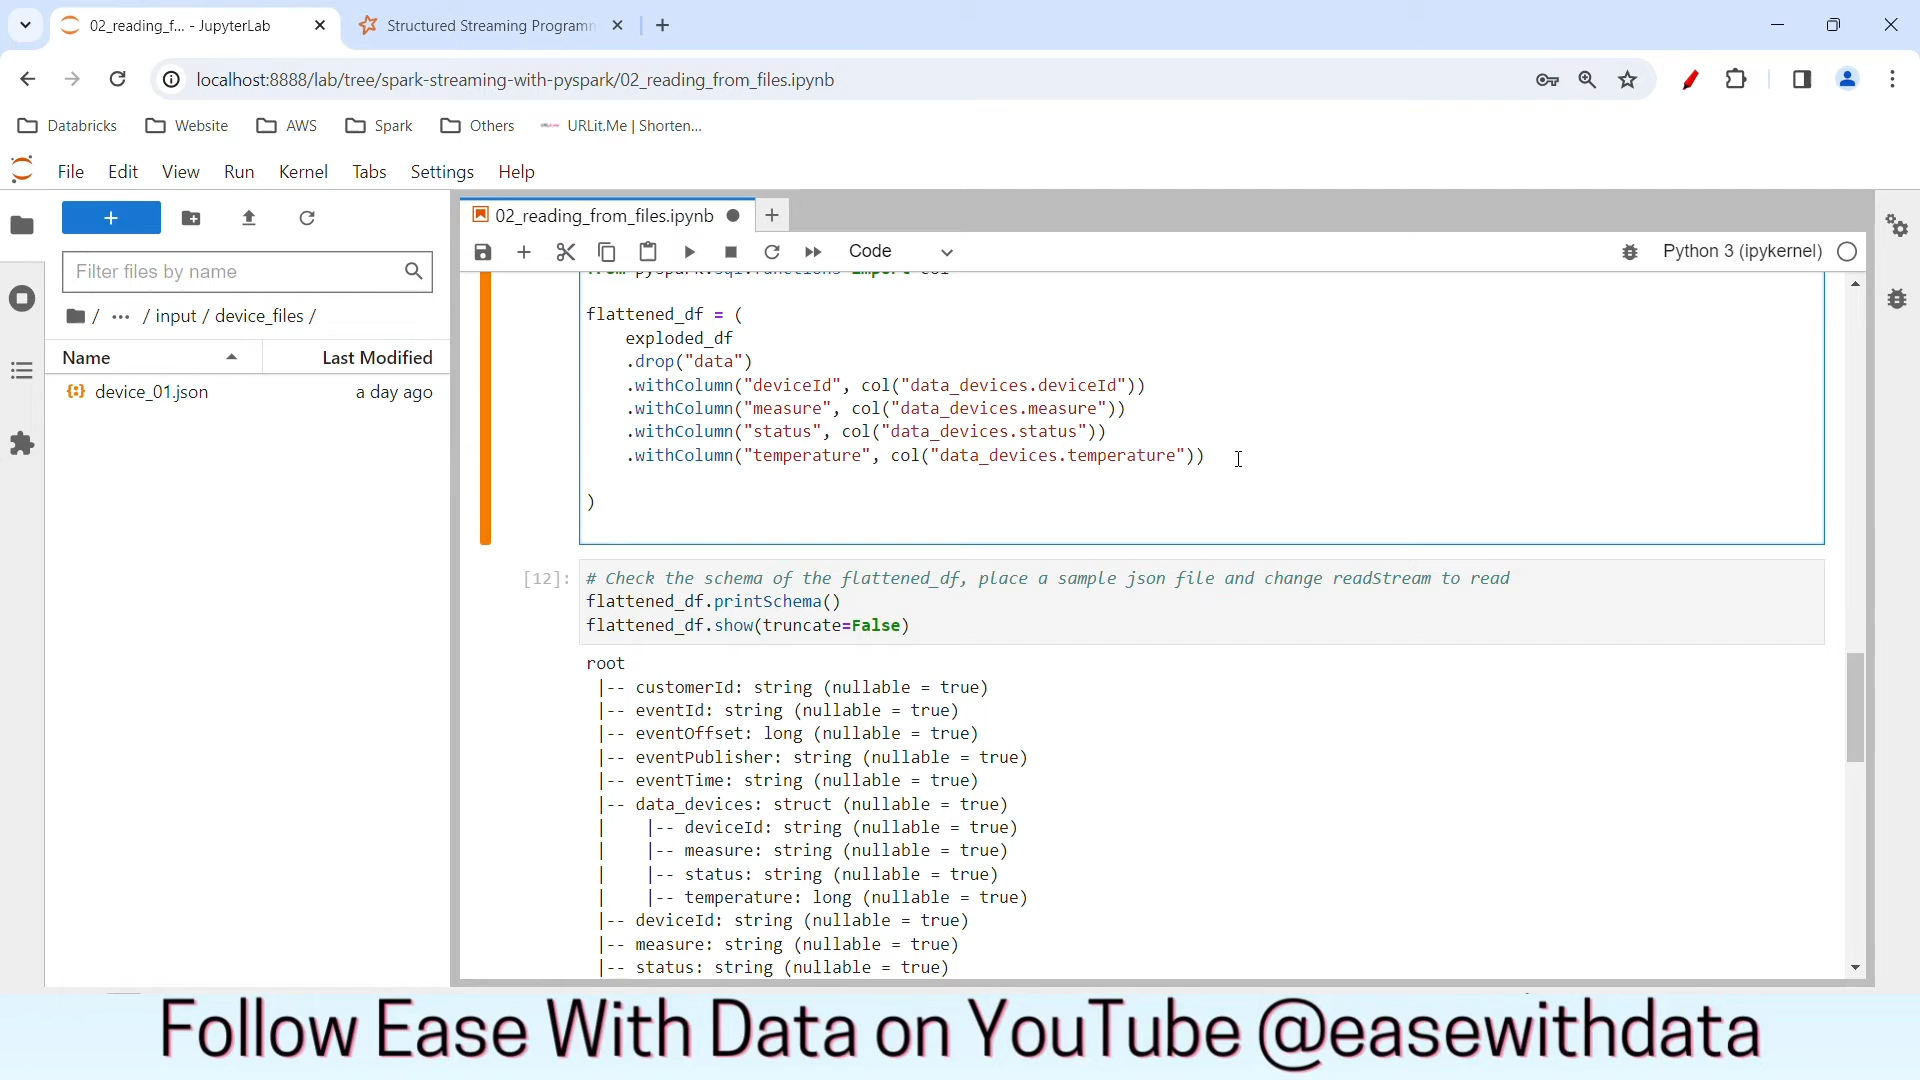 02_reading_f... - JupyterLab
Structured Streaming Programm
localhost:8888/lab/tree/spark-streaming-with-pyspark/02_reading_from_files.ipynb
Databricks
Website
AWS
Spark
Others
URLit.Me | Shorten...
File
Edit
View
Run
Kernel
Tabs
Settings
Help
02_reading_from_files.ipynb
Code
Python 3 (ipykernel)
Filter files by name
/ ... / input / device_files /
Name
Last Modified
device_01.json
a day ago
from pyspark.sql.functions import col
flattened_df = (
exploded_df
.drop("data")
.withColumn("deviceId", col("data_devices.deviceId"))
.withColumn("measure", col("data_devices.measure"))
.withColumn("status", col("data_devices.status"))
.withColumn("temperature", col("data_devices.temperature"))
)
[12]:
# Check the schema of the flattened_df, place a sample json file and change readStream to read
flattened_df.printSchema()
flattened_df.show(truncate=False)
root
|-- customerId: string (nullable = true)
|-- eventId: string (nullable = true)
|-- eventOffset: long (nullable = true)
|-- eventPublisher: string (nullable = true)
|-- eventTime: string (nullable = true)
|-- data_devices: struct (nullable = true)
| |-- deviceId: string (nullable = true)
| |-- measure: string (nullable = true)
| |-- status: string (nullable = true)
| |-- temperature: long (nullable = true)
|-- deviceId: string (nullable = true)
|-- measure: string (nullable = true)
|-- status: string (nullable = true)
Follow Ease With Data on YouTube @easewithdata